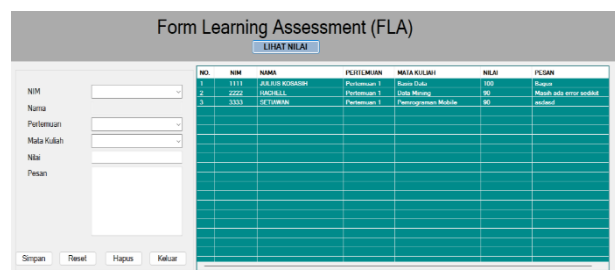 Form Learning Assessment (FLA)
LIHAT NILAI
NIM
Nama
Pertemuan
Mata Kuliah
Nilai
Pesan
Simpan Reset Hapus Keluar
NO. NIM NAMA PERTEMUAN MATA KULIAH NILAI PESAN
1 1111 JULIUS KOSASIH Pertemuan 1 Basis Data 100 Bagus
2 2222 RACHELL Pertemuan 1 Data Mining 90 Masih ada error sedikit
3 3333 SETIAWAN Pertemuan 1 Pemrograman Mobile 90 asdasd